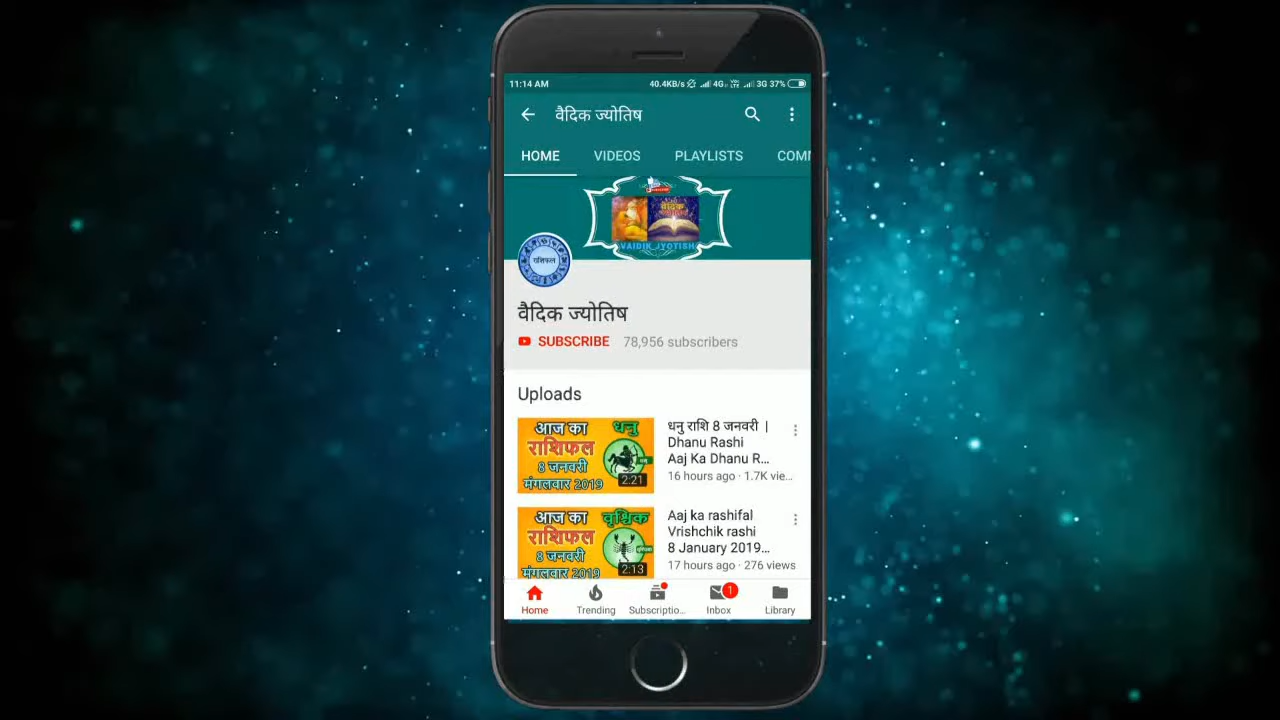 11:14 AM
40.4KB/s 4G 3G 37%
वैदिक ज्योतिष
HOME VIDEOS PLAYLISTS COM
वैदिक
VAIDIK JYOTISH
राशिफल
वैदिक ज्योतिष
SUBSCRIBE 78,956 subscribers
Uploads
आज का धनु
राशिफल
8 जनवरी
मंगलवार 2019
2:21
धनु राशि 8 जनवरी |
Dhanu Rashi
Aaj Ka Dhanu R...
16 hours ago · 1.7K vie...
आज का वृश्चिक
राशिफल
8 जनवरी
मंगलवार 2019
2:13
Aaj ka rashifal
Vrishchik rashi
8 January 2019...
17 hours ago · 276 views
1
Home Trending Subscriptio... Inbox Library